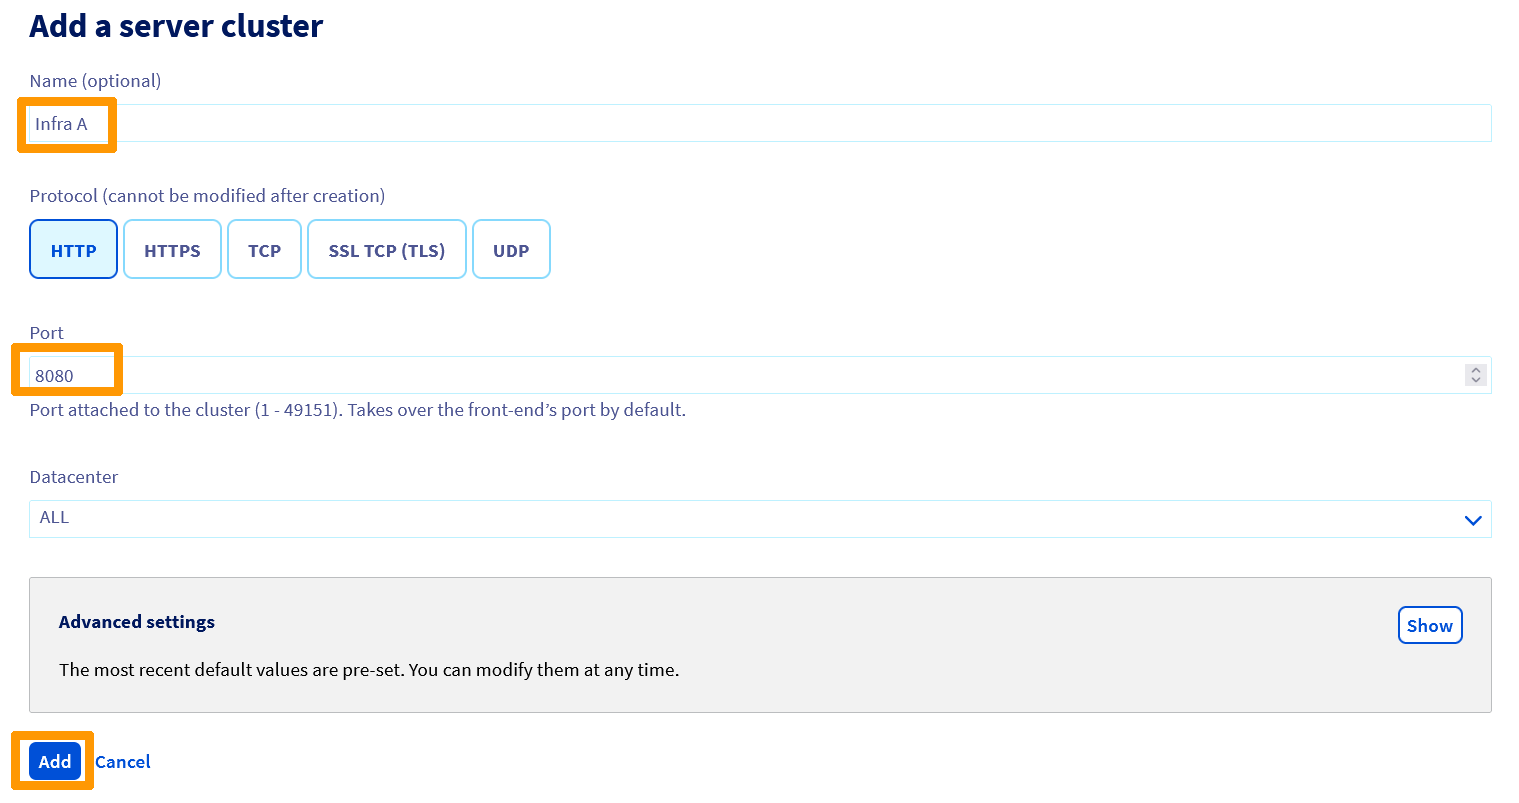 Add a server cluster
Name (optional)
Infra A
Protocol (cannot be modified after creation)
HTTP HTTPS TCP SSL TCP (TLS) UDP
Port
8080
Port attached to the cluster (1 - 49151). Takes over the front-end’s port by default.
Datacenter
ALL
Advanced settings
Show
The most recent default values are pre-set. You can modify them at any time.
Add Cancel